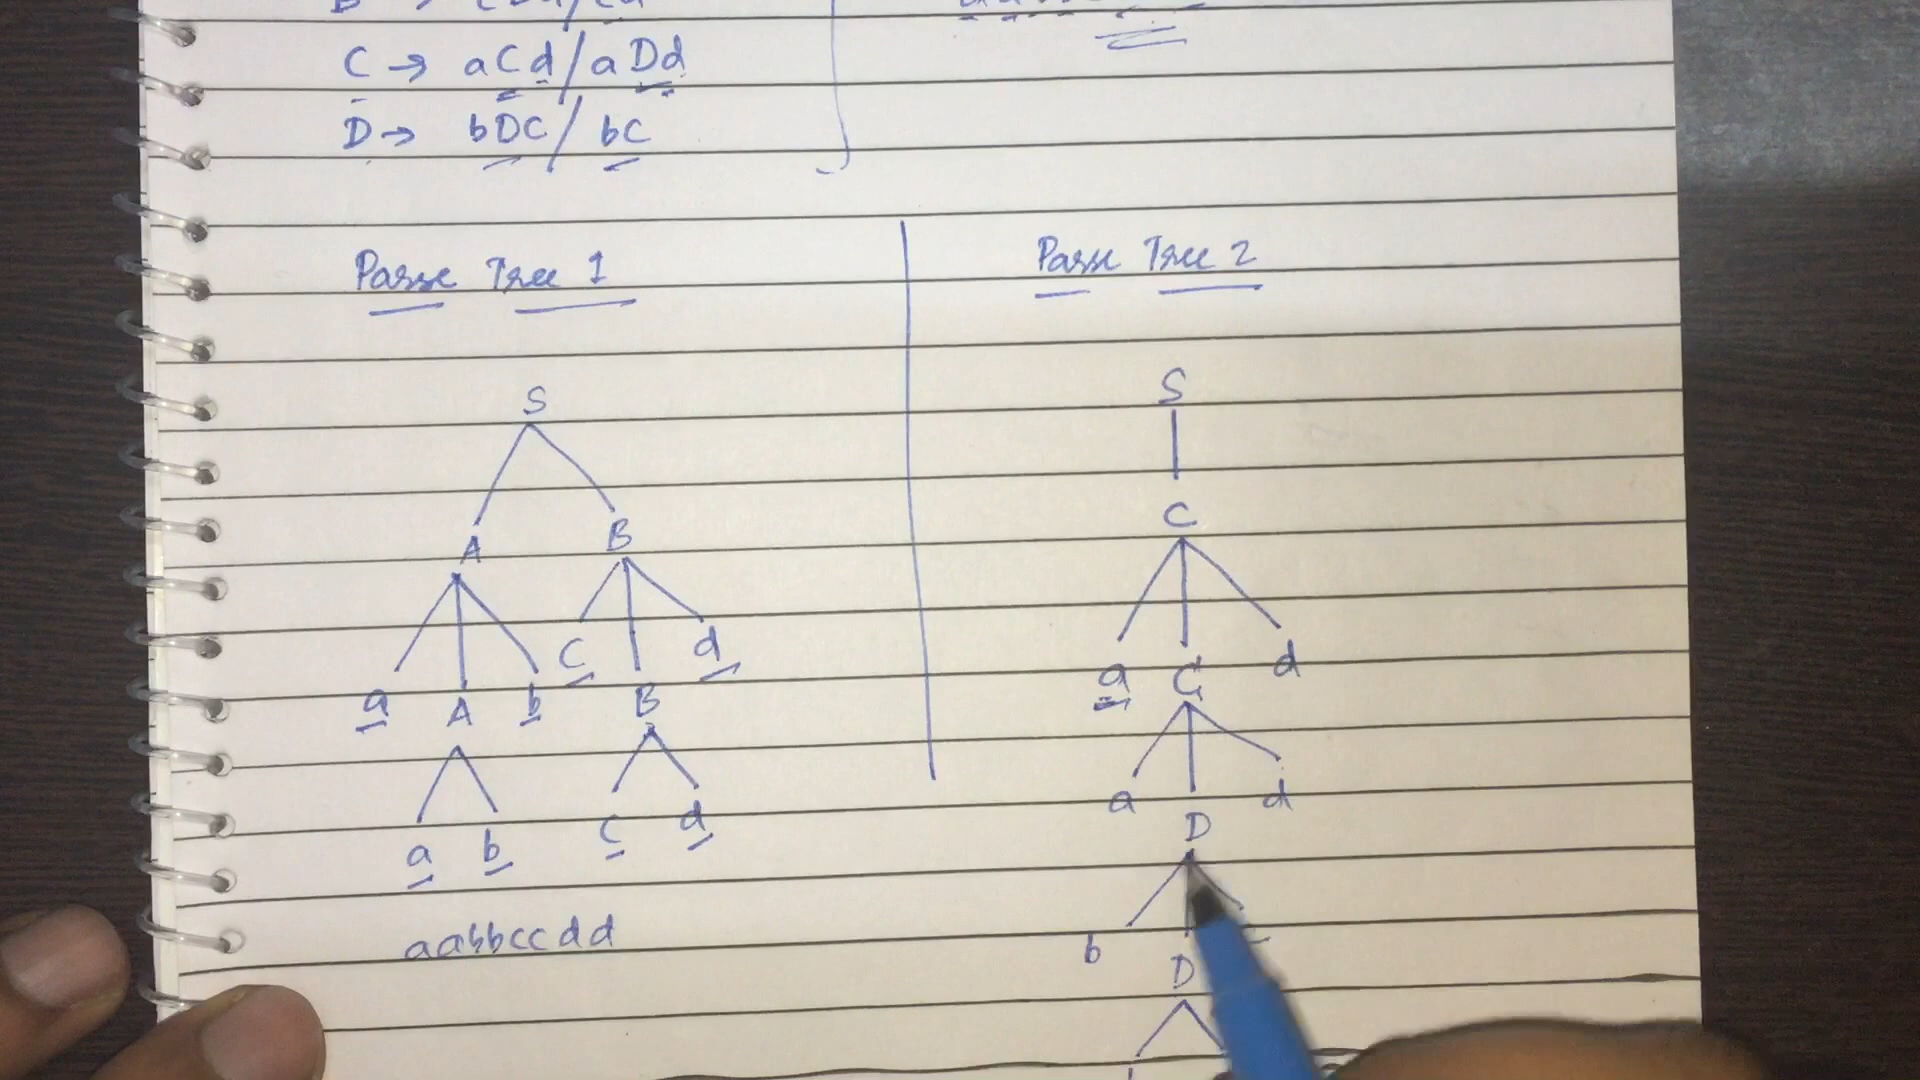 C → aCd/aDd
D → bDC/bC
Parse Tree 1
Parse Tree 2
S
S
A B
C
a A b C B d
a C d
a b C d
a D d
aabbccdd
b D